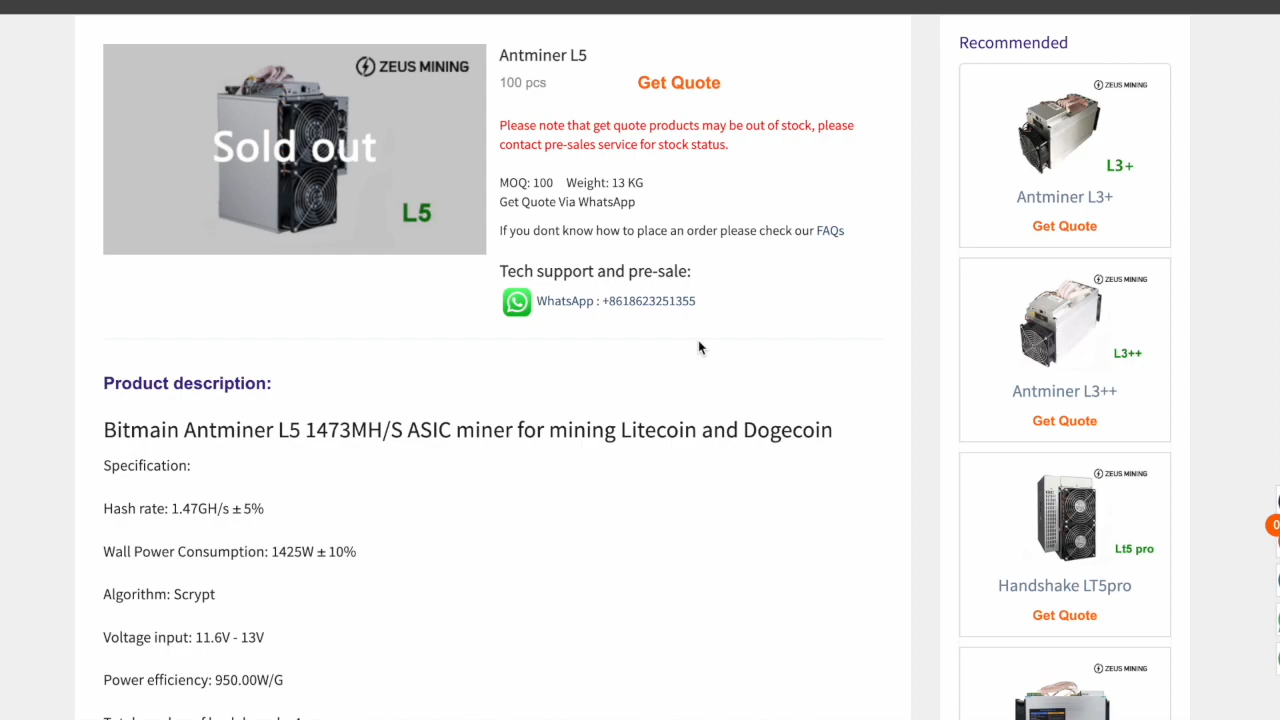 ZEUS MINING
Sold out
L5
Antminer L5
100 pcs
Get Quote
Please note that get quote products may be out of stock, please
contact pre-sales service for stock status.
MOQ: 100 Weight: 13 KG
Get Quote Via WhatsApp
If you dont know how to place an order please check our FAQs
Tech support and pre-sale:
WhatsApp : +8618623251355
Product description:
Bitmain Antminer L5 1473MH/S ASIC miner for mining Litecoin and Dogecoin
Specification:
Hash rate: 1.47GH/s ± 5%
Wall Power Consumption: 1425W ± 10%
Algorithm: Scrypt
Voltage input: 11.6V - 13V
Power efficiency: 950.00W/G
Recommended
ZEUS MINING
L3+
Antminer L3+
Get Quote
ZEUS MINING
L3++
Antminer L3++
Get Quote
ZEUS MINING
Lt5 pro
Handshake LT5pro
Get Quote
ZEUS MINING
0